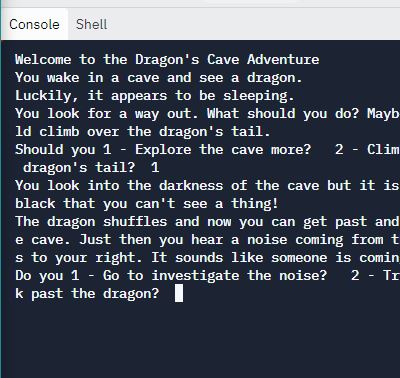 Console Shell
Welcome to the Dragon's Cave Adventure
You wake in a cave and see a dragon.
Luckily, it appears to be sleeping.
You look for a way out. What should you do? Mayb
ld climb over the dragon's tail.
Should you 1 - Explore the cave more?   2 - Clim
 dragon's tail?  1
You look into the darkness of the cave but it is
black that you can't see a thing!
The dragon shuffles and now you can get past and
e cave. Just then you hear a noise coming from t
s to your right. It sounds like someone is comin
Do you 1 - Go to investigate the noise?   2 - Tr
k past the dragon?